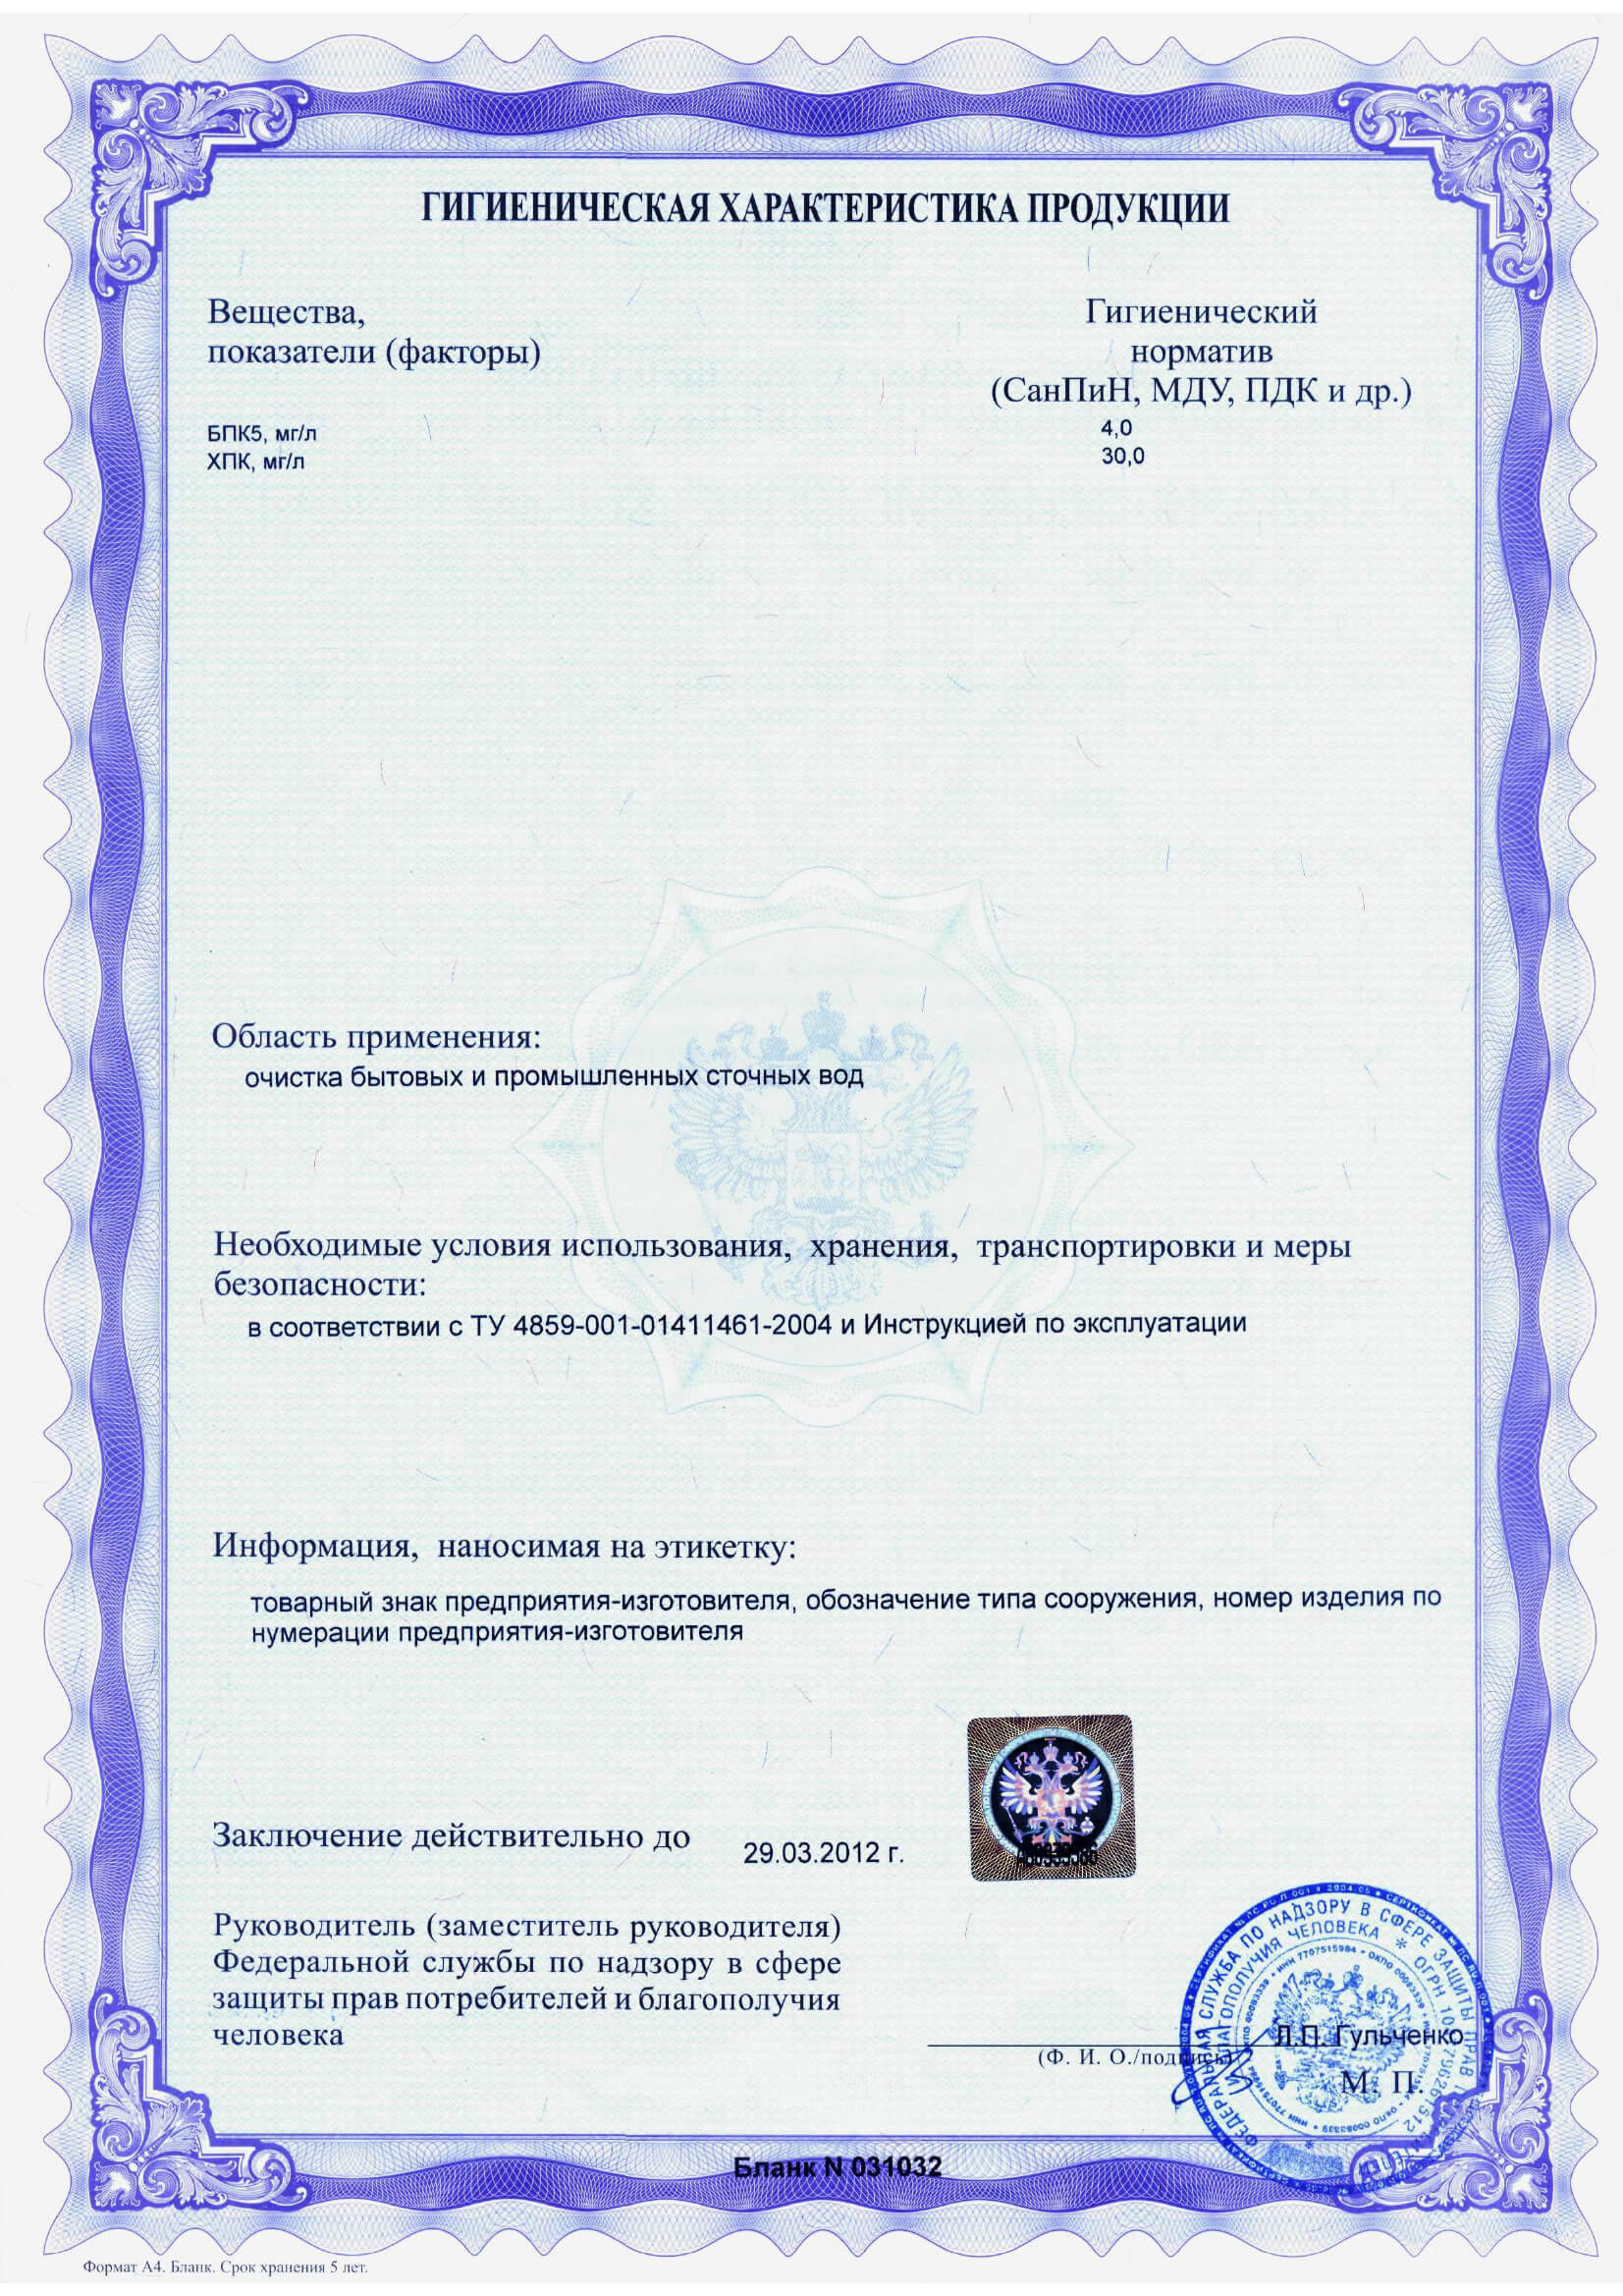 ГИГИЕНИЧЕСКАЯ ХАРАКТЕРИСТИКА ПРОДУКЦИИ
Вещества,
показатели (факторы)
Гигиенический
норматив
(СанПиН, МДУ, ПДК и др.)
БПК5, мг/л 4,0
ХПК, мг/л 30,0
Область применения:
очистка бытовых и промышленных сточных вод
Необходимые условия использования, хранения, транспортировки и меры
безопасности:
в соответствии с ТУ 4859-001-01411461-2004 и Инструкцией по эксплуатации
Информация, наносимая на этикетку:
товарный знак предприятия-изготовителя, обозначение типа сооружения, номер изделия по
нумерации предприятия-изготовителя
Заключение действительно до 29.03.2012 г.
Руководитель (заместитель руководителя)
Федеральной службы по надзору в сфере
защиты прав потребителей и благополучия
человека
Л.П. Гульченко
(Ф. И. О./подпись)
М. П.
ФЕДЕРАЛЬНАЯ СЛУЖБА ПО НАДЗОРУ В СФЕРЕ ЗАЩИТЫ ПРАВ
БЛАГОПОЛУЧИЯ ЧЕЛОВЕКА * ОГРН
ИНН 7707515984 • ОКПО 00083339
Бланк N 031032
Формат А4. Бланк. Срок хранения 5 лет.